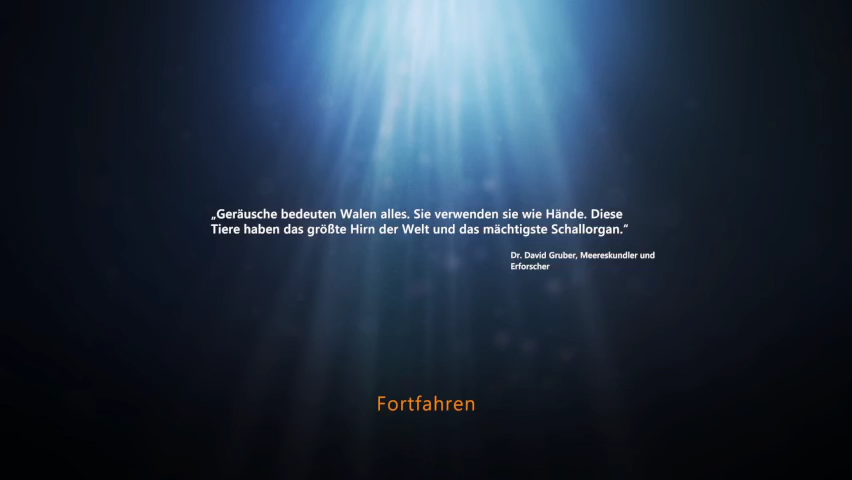 „Geräusche bedeuten Walen alles. Sie verwenden sie wie Hände. Diese
Tiere haben das größte Hirn der Welt und das mächtigste Schallorgan.“
Dr. David Gruber, Meereskundler und
Erforscher
Fortfahren